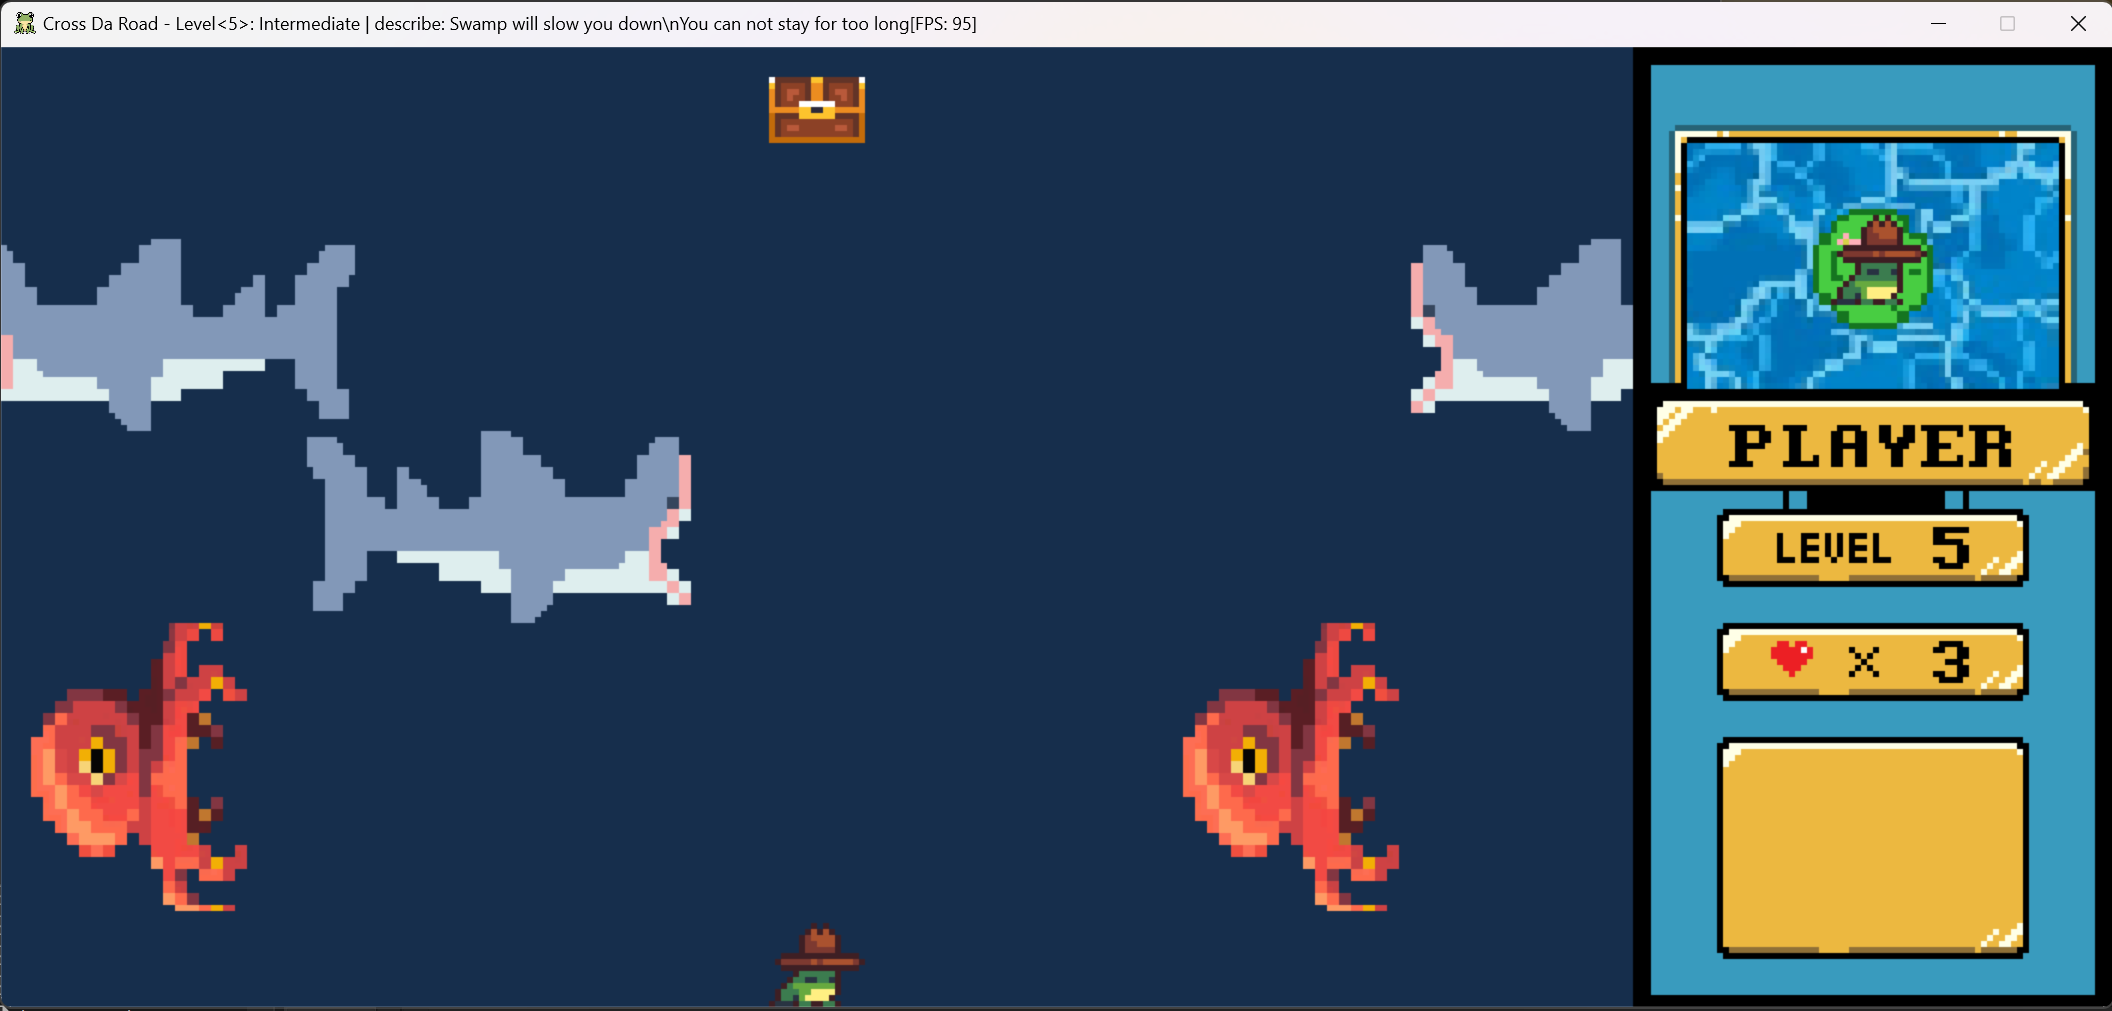 Cross Da Road - Level<5>: Intermediate | describe: Swamp will slow you down\nYou can not stay for too long[FPS: 95]
PLAYER
LEVEL 5
x 3